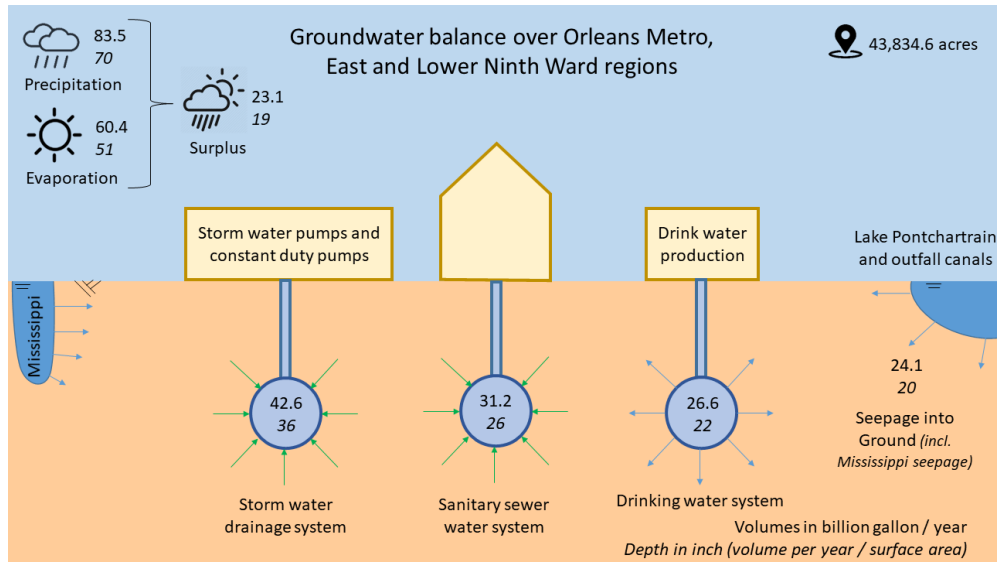 Groundwater balance over Orleans Metro,
East and Lower Ninth Ward regions
43,834.6 acres
83.5
70
Precipitation
60.4
51
Evaporation
23.1
19
Surplus
Storm water pumps and
constant duty pumps
Drink water
production
Lake Pontchartrain
and outfall canals
Mississippi
42.6
36
Storm water
drainage system
31.2
26
Sanitary sewer
water system
26.6
22
Drinking water system
24.1
20
Seepage into
Ground (incl.
Mississippi seepage)
Volumes in billion gallon / year
Depth in inch (volume per year / surface area)